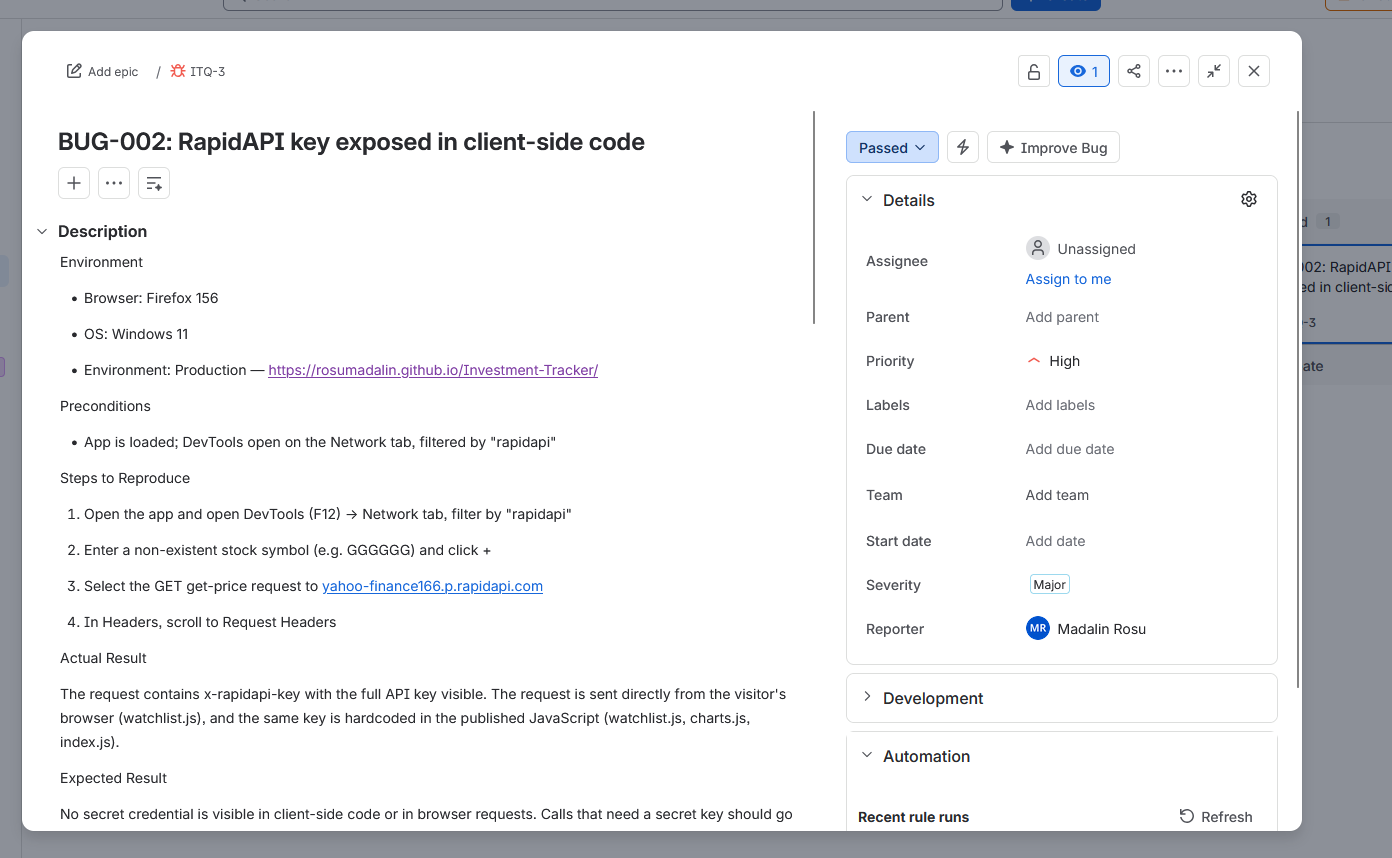 Add epic / ITQ-3
1
BUG-002: RapidAPI key exposed in client-side code
Description
Environment
• Browser: Firefox 156
• OS: Windows 11
• Environment: Production — https://rosumadalin.github.io/Investment-Tracker/
Preconditions
• App is loaded; DevTools open on the Network tab, filtered by "rapidapi"
Steps to Reproduce
1. Open the app and open DevTools (F12) → Network tab, filter by "rapidapi"
2. Enter a non-existent stock symbol (e.g. GGGGGG) and click +
3. Select the GET get-price request to yahoo-finance166.p.rapidapi.com
4. In Headers, scroll to Request Headers
Actual Result
The request contains x-rapidapi-key with the full API key visible. The request is sent directly from the visitor's
browser (watchlist.js), and the same key is hardcoded in the published JavaScript (watchlist.js, charts.js,
index.js).
Expected Result
No secret credential is visible in client-side code or in browser requests. Calls that need a secret key should go
Passed
Improve Bug
Details
Assignee
Unassigned
Assign to me
Parent
Add parent
Priority
High
Labels
Add labels
Due date
Add due date
Team
Add team
Start date
Add date
Severity
Major
Reporter
MR Madalin Rosu
Development
Automation
Recent rule runs
Refresh
d 1
02: RapidAPI
ed in client-sid
-3
ate